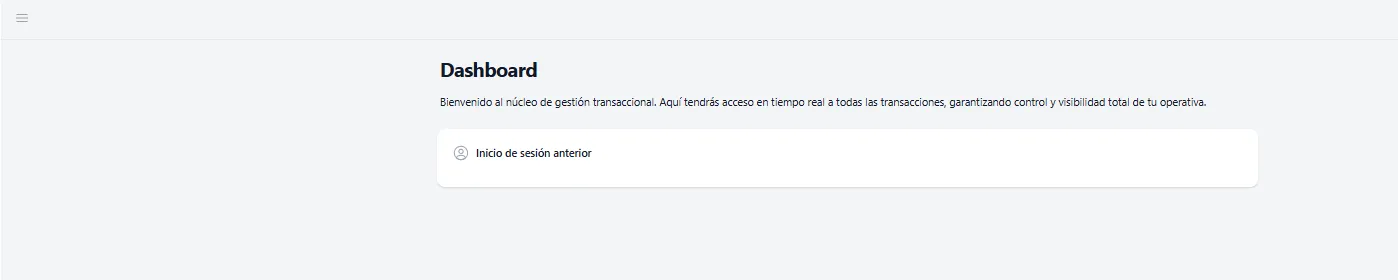 Dashboard
Bienvenido al núcleo de gestión transaccional. Aquí tendrás acceso en tiempo real a todas las transacciones, garantizando control y visibilidad total de tu operativa.
Inicio de sesión anterior